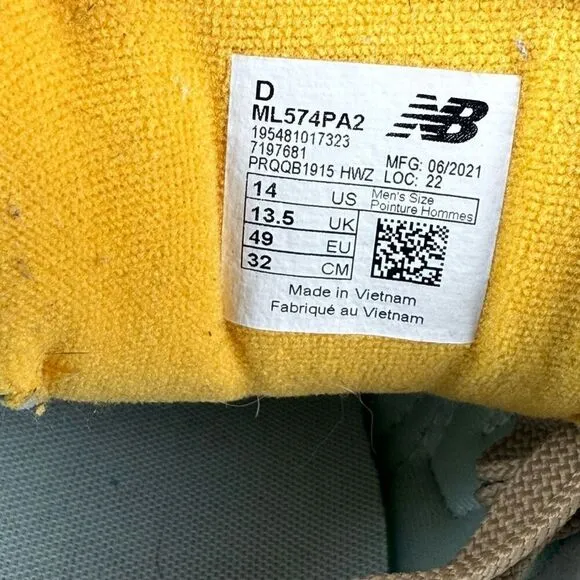 D
ML574PA2
195481017323
7197681
PRQQB1915 HWZ
NB
MFG: 06/2021
LOC: 22
14 US
13.5 UK
49 EU
32 CM
Men's Size
Pointure Hommes
Made in Vietnam
Fabriqué au Vietnam